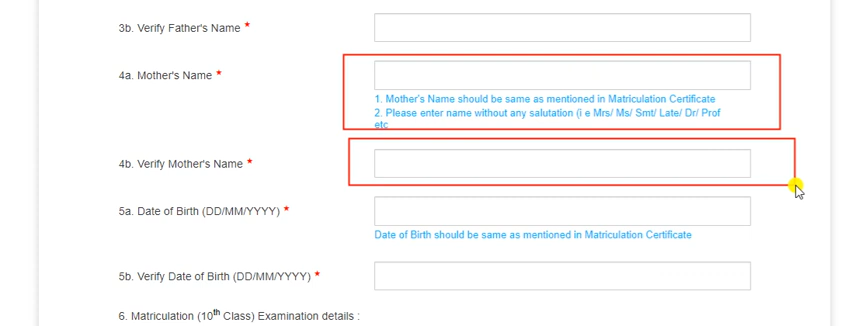 3b. Verify Father's Name *
4a. Mother's Name *
1. Mother's Name should be same as mentioned in Matriculation Certificate
2. Please enter name without any salutation (i e Mrs/ Ms/ Smt/ Late/ Dr/ Prof
etc
4b. Verify Mother's Name *
5a. Date of Birth (DD/MM/YYYY) *
Date of Birth should be same as mentioned in Matriculation Certificate
5b. Verify Date of Birth (DD/MM/YYYY) *
6. Matriculation (10th Class) Examination details :